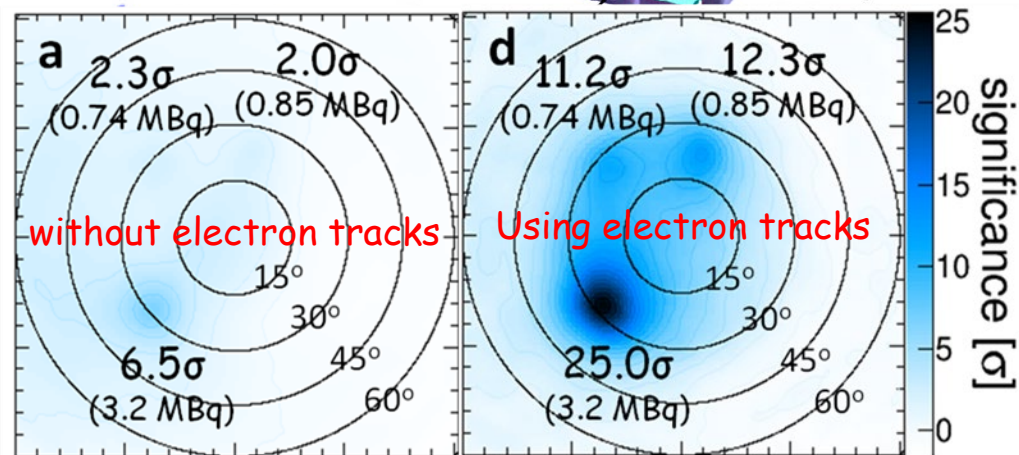 a
2.3σ
2.0σ
(0.74 MBq)
(0.85 MBq)
without electron tracks
15°
30°
6.5σ
45°
(3.2 MBq)
60°
d
11.2σ
12.3σ
(0.74 MBq)
(0.85 MBq)
Using electron tracks
15°
30°
25.0σ
45°
(3.2 MBq)
60°
25
20
15
10
5
0
significance [σ]